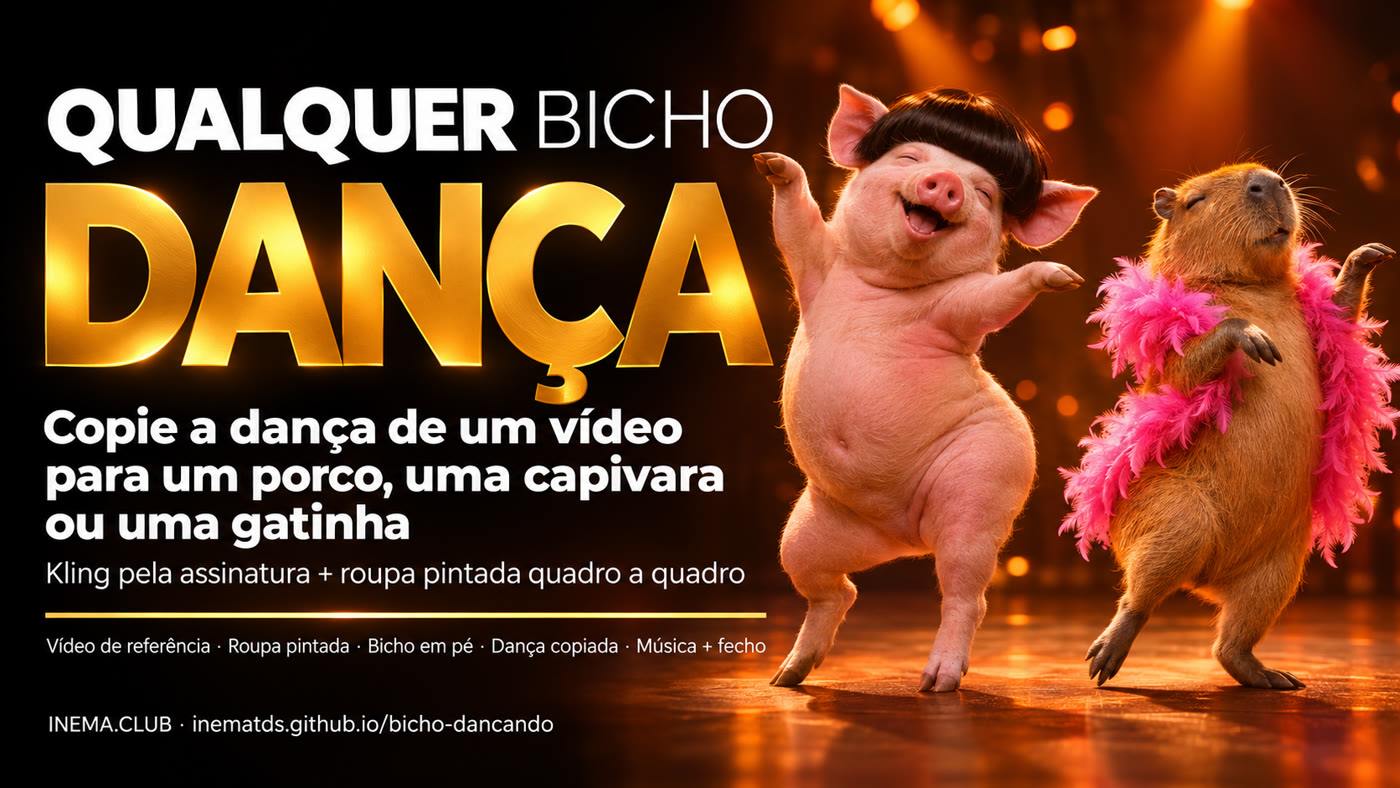 QUALQUER BICHO
DANÇA
Copie a dança de um vídeo
para um porco, uma capivara
ou uma gatinha
Kling pela assinatura + roupa pintada quadro a quadro
Vídeo de referência · Roupa pintada · Bicho em pé · Dança copiada · Música + fecho
INEMA.CLUB · inematds.github.io/bicho-dancando